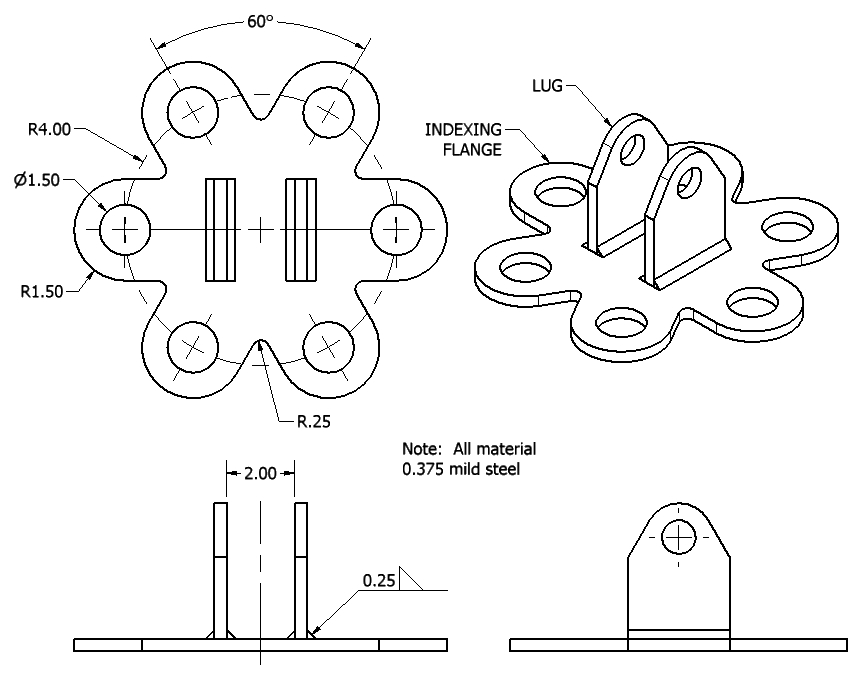 60°
LUG
INDEXING
FLANGE
R4.00
Ø1.50
R1.50
R.25
Note:  All material
0.375 mild steel
2.00
0.25